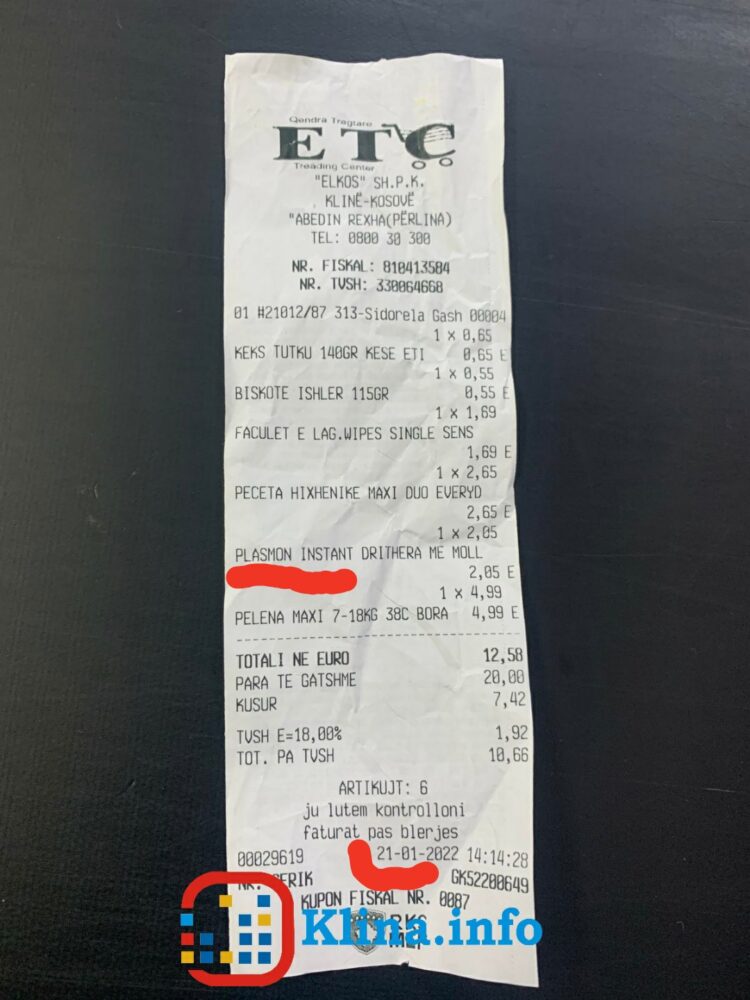 Qendra Tregtare
ETC
Treading Center
"ELKOS" SH.P.K.
KLINË-KOSOVË
"ABEDIN REXHA(PËRLINA)
TEL: 0800 30 300
NR. FISKAL: 810413584
NR. TVSH: 330064668
01 #21012/87 313-Sidorela Gash 00004
1 x 0,65
KEKS TUTKU 140GR KESE ETI 0,65 E
1 x 0,55
BISKOTE ISHLER 115GR 0,55 E
1 x 1,69
FACULET E LAG.WIPES SINGLE SENS
1,69 E
1 x 2,65
PECETA HIXHENIKE MAXI DUO EVERYD
2,65 E
1 x 2,05
PLASMON INSTANT DRITHERA ME MOLL
2,05 E
1 x 4,99
PELENA MAXI 7-18KG 38C BORA 4,99 E
TOTALI NE EURO 12,58
PARA TE GATSHME 20,00
KUSUR 7,42
TVSH E=18,00% 1,92
TOT. PA TVSH 10,66
ARTIKUJT: 6
ju lutem kontrolloni
faturat pas blerjes
00029619 21-01-2022 14:14:28
NR. SERIK GK52200649
KUPON FISKAL NR. 0087
Klina.info